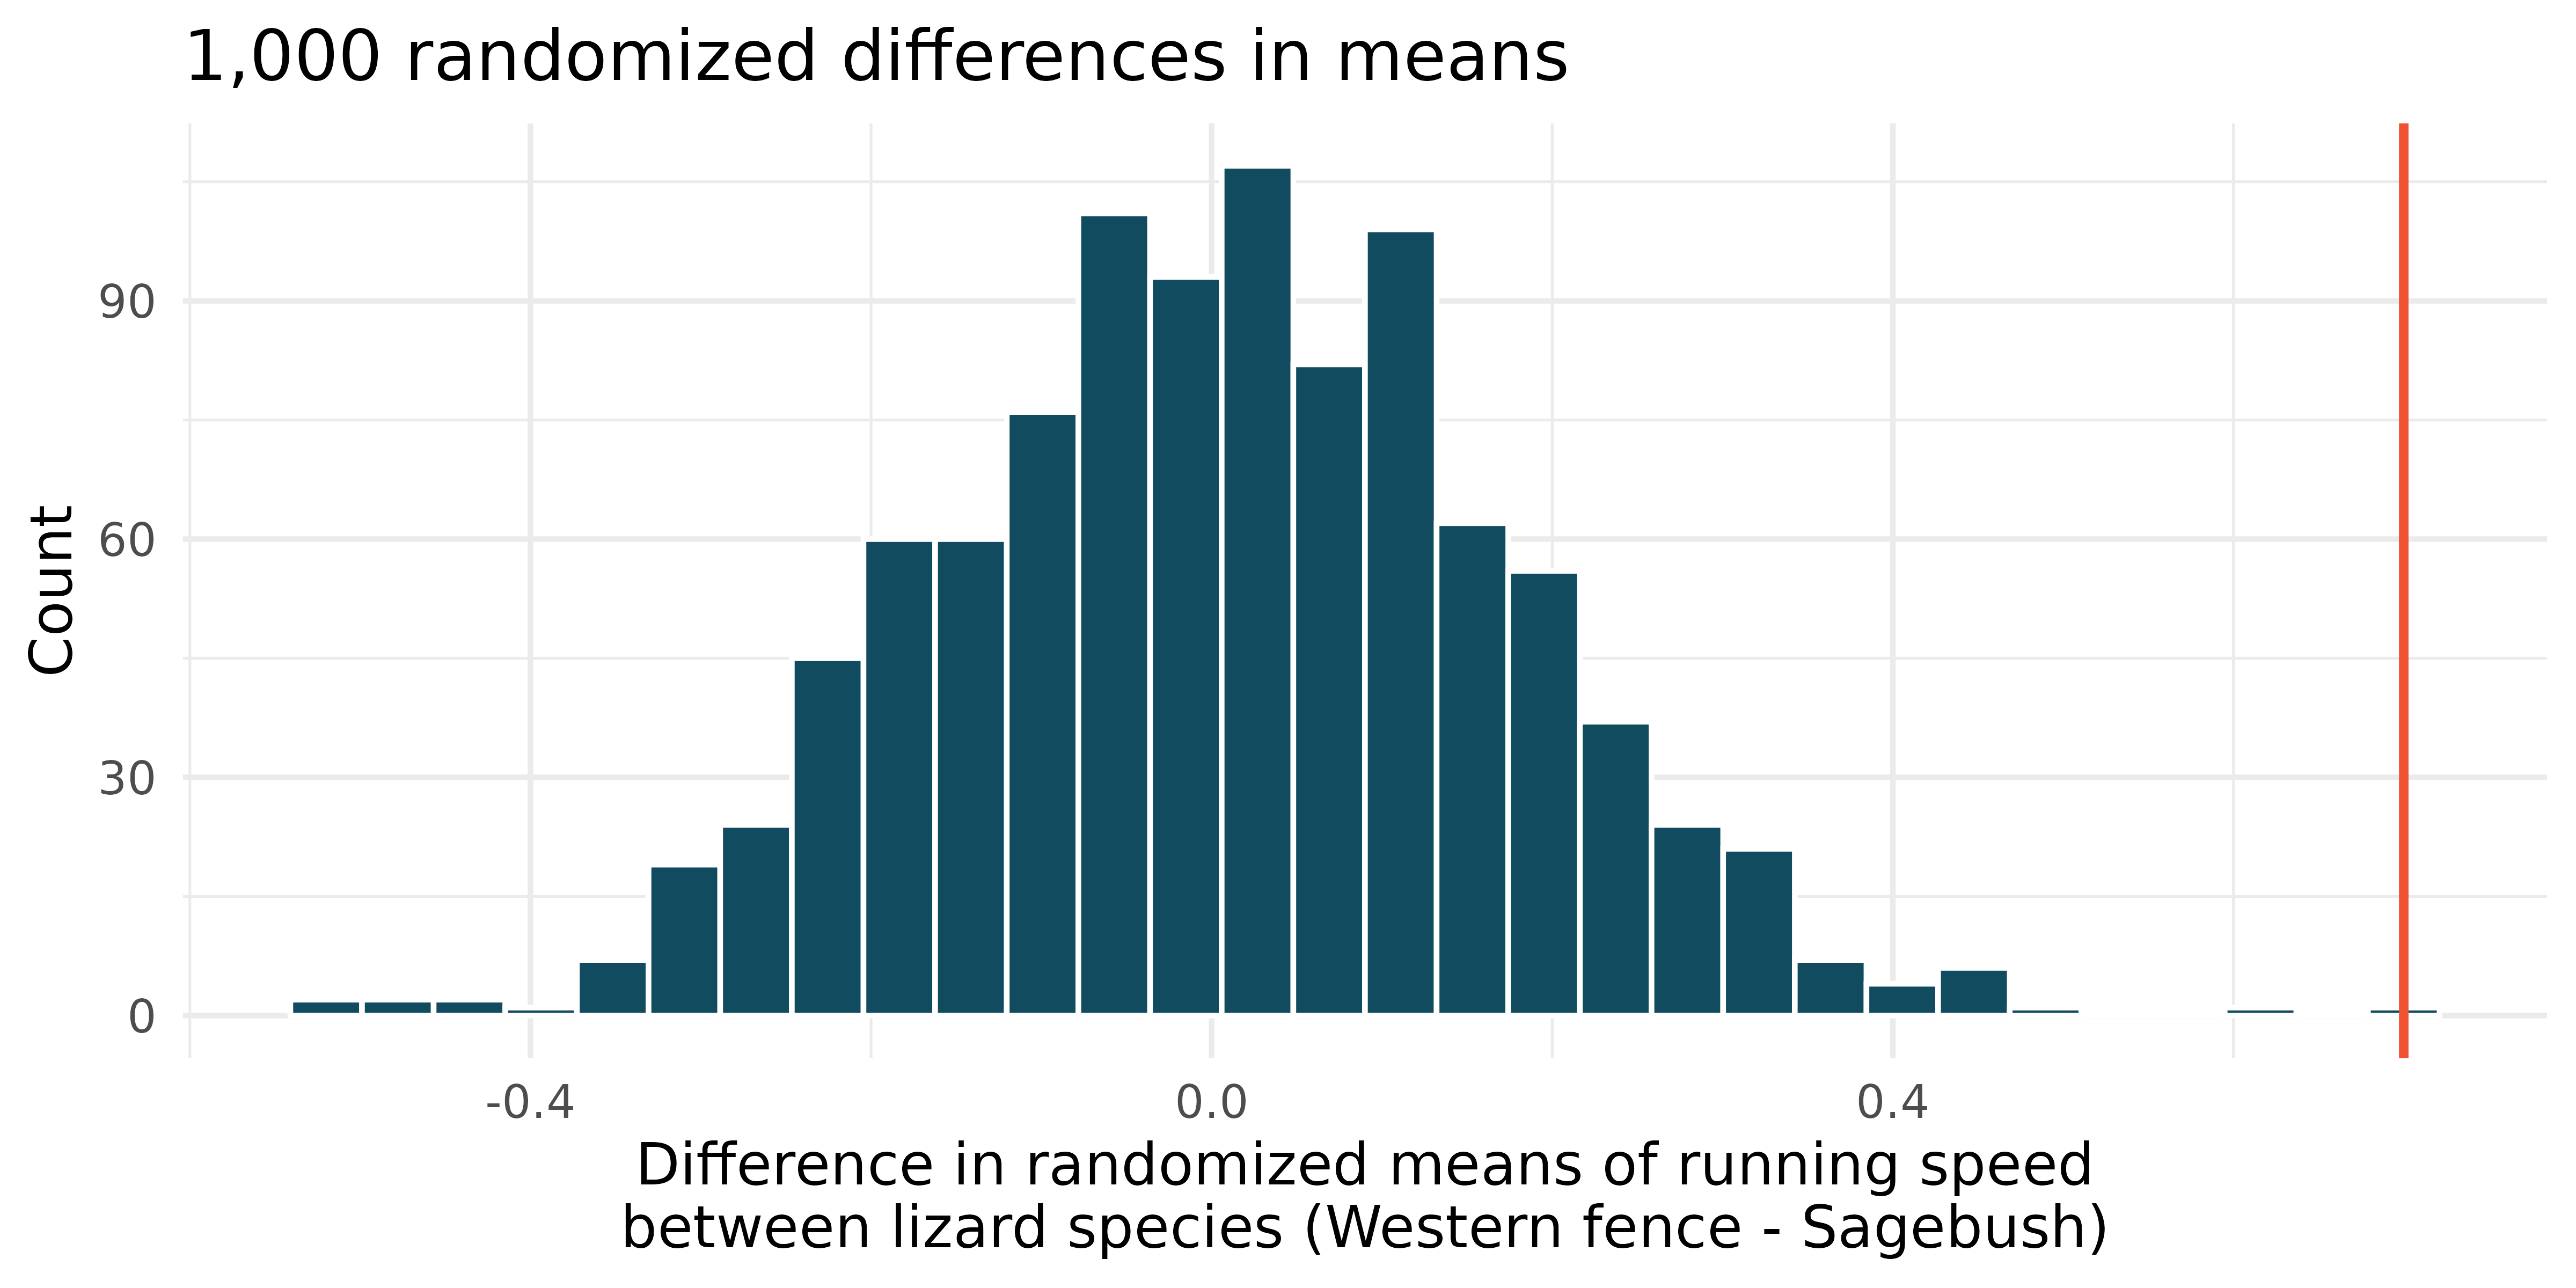 1,000 randomized differences in means
Count
90
60
30
0
-0.4
0.0
0.4
Difference in randomized means of running speed
between lizard species (Western fence - Sagebush)